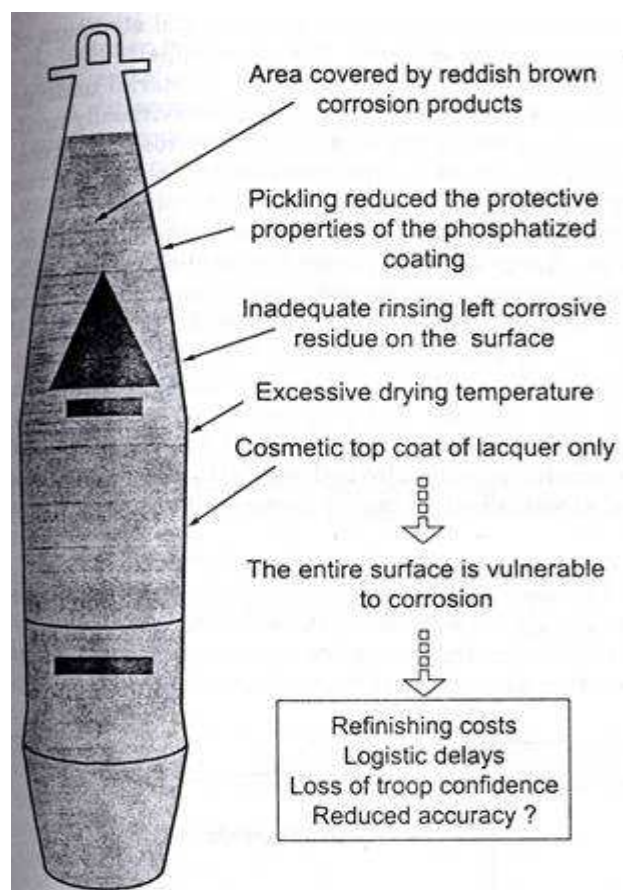 Area covered by reddish brown
corrosion products
Pickling reduced the protective
properties of the phosphatized
coating
Inadequate rinsing left corrosive
residue on the surface
Excessive drying temperature
Cosmetic top coat of lacquer only
The entire surface is vulnerable
to corrosion
Refinishing costs
Logistic delays
Loss of troop confidence
Reduced accuracy ?